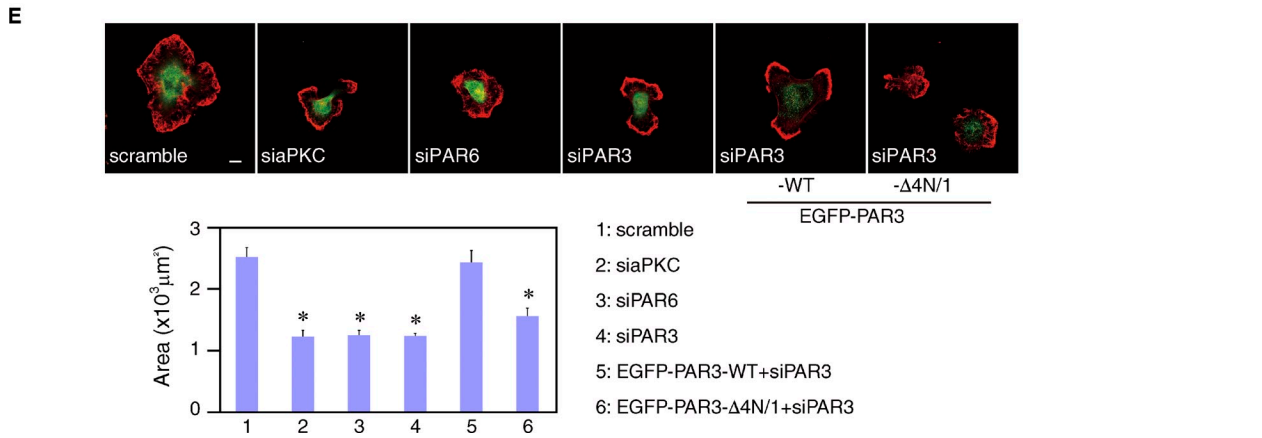 E
scramble
siaPKC
siPAR6
siPAR3
siPAR3
siPAR3
-WT
-Δ4N/1
EGFP-PAR3
Area (x10³μm²)
3
2
1
0
*
*
*
*
1
2
3
4
5
6
1: scramble
2: siaPKC
3: siPAR6
4: siPAR3
5: EGFP-PAR3-WT+siPAR3
6: EGFP-PAR3-Δ4N/1+siPAR3